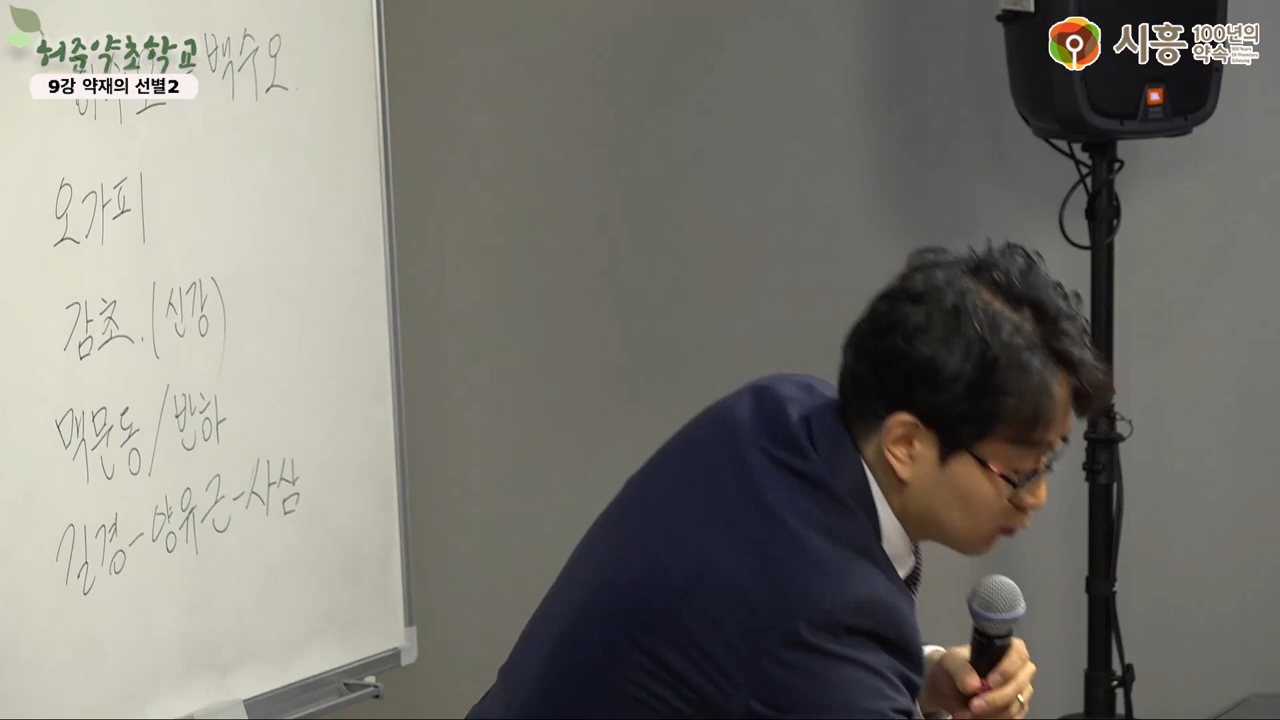 허준약초학교
9강 약재의 선별2
백수오
오가피
감초.(신강)
맥문동/반하
길경-양유근-사삼
시흥
100년의
약속
JBL